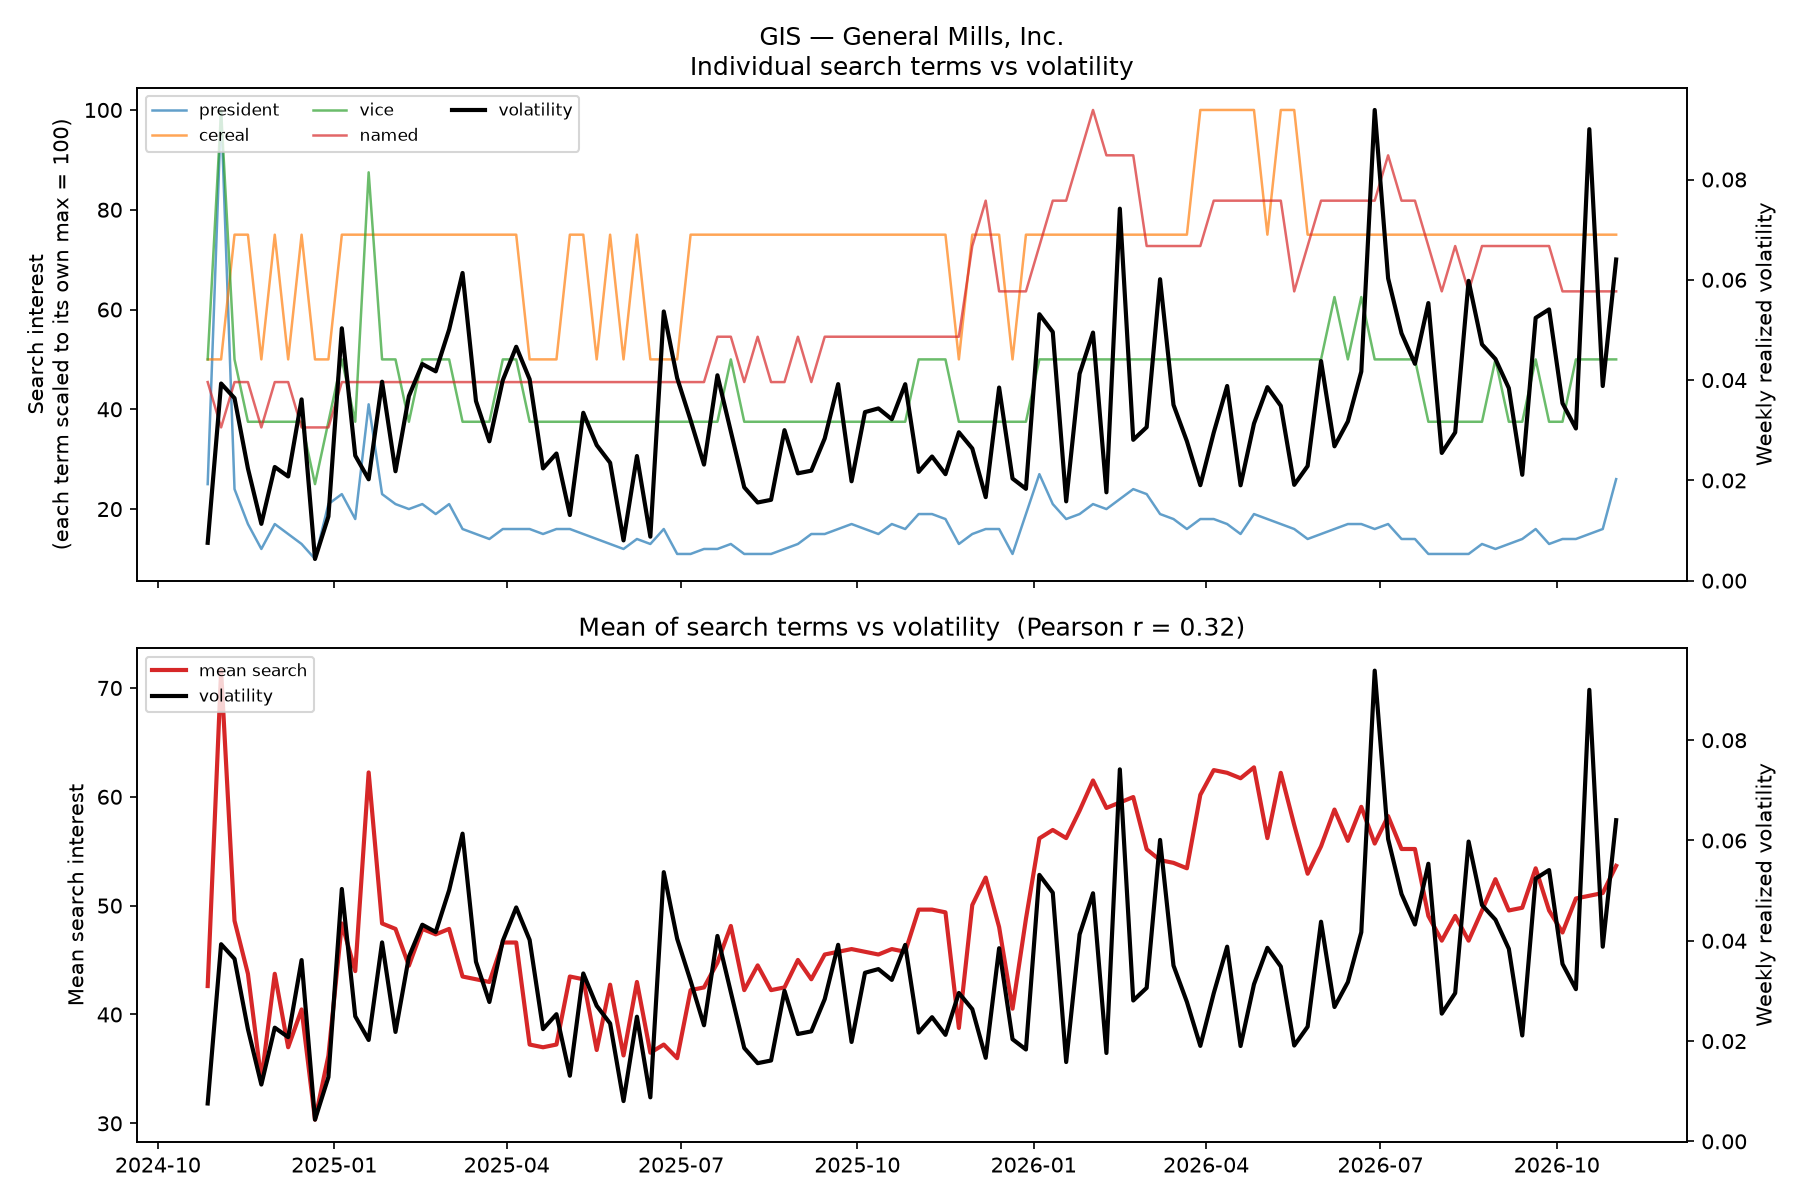 GIS — General Mills, Inc.
Individual search terms vs volatility
president
cereal
vice
named
volatility
Search interest
(each term scaled to its own max = 100)
100
80
60
40
20
Weekly realized volatility
0.08
0.06
0.04
0.02
0.00
Mean of search terms vs volatility (Pearson r = 0.32)
mean search
volatility
Mean search interest
70
60
50
40
30
Weekly realized volatility
0.08
0.06
0.04
0.02
0.00
2024-10 2025-01 2025-04 2025-07 2025-10 2026-01 2026-04 2026-07 2026-10